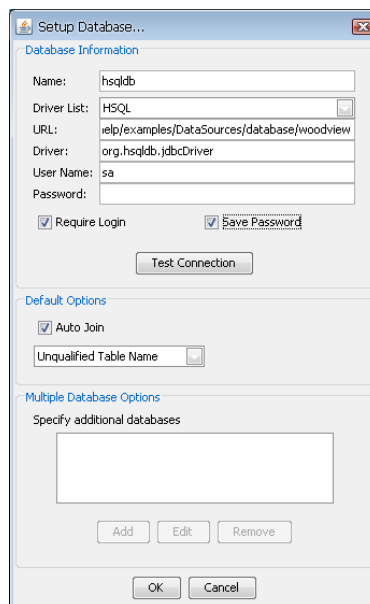 Setup Database...
Database Information
Name: hsqldb
Driver List: HSQL
URL: help/examples/DataSources/database/woodview
Driver: org.hsqldb.jdbcDriver
User Name: sa
Password:
Require Login Save Password
Test Connection
Default Options
Auto Join
Unqualified Table Name
Multiple Database Options
Specify additional databases
Add Edit Remove
OK Cancel